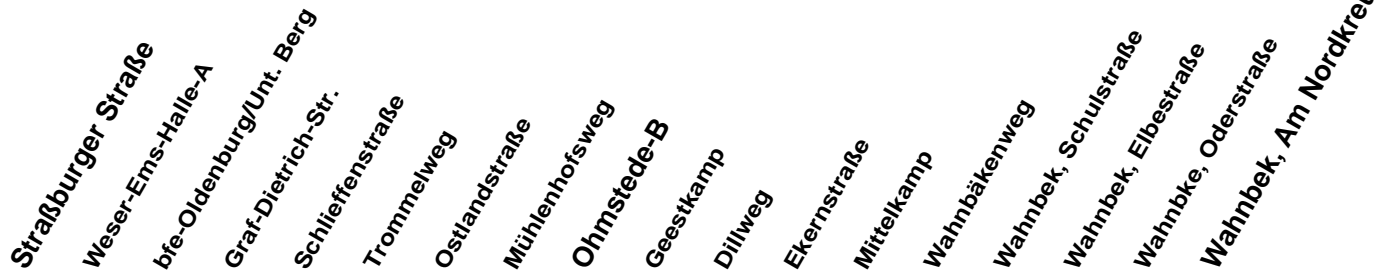 Straßburger Straße
Weser-Ems-Halle-A
bfe-Oldenburg/Unt. Berg
Graf-Dietrich-Str.
Schlieffenstraße
Trommelweg
Ostlandstraße
Mühlenhofsweg
Ohmstede-B
Geestkamp
Dillweg
Ekernstraße
Mittelkamp
Wahnbäkenweg
Wahnbek, Schulstraße
Wahnbek, Elbestraße
Wahnbke, Oderstraße
Wahnbek, Am Nordkreu